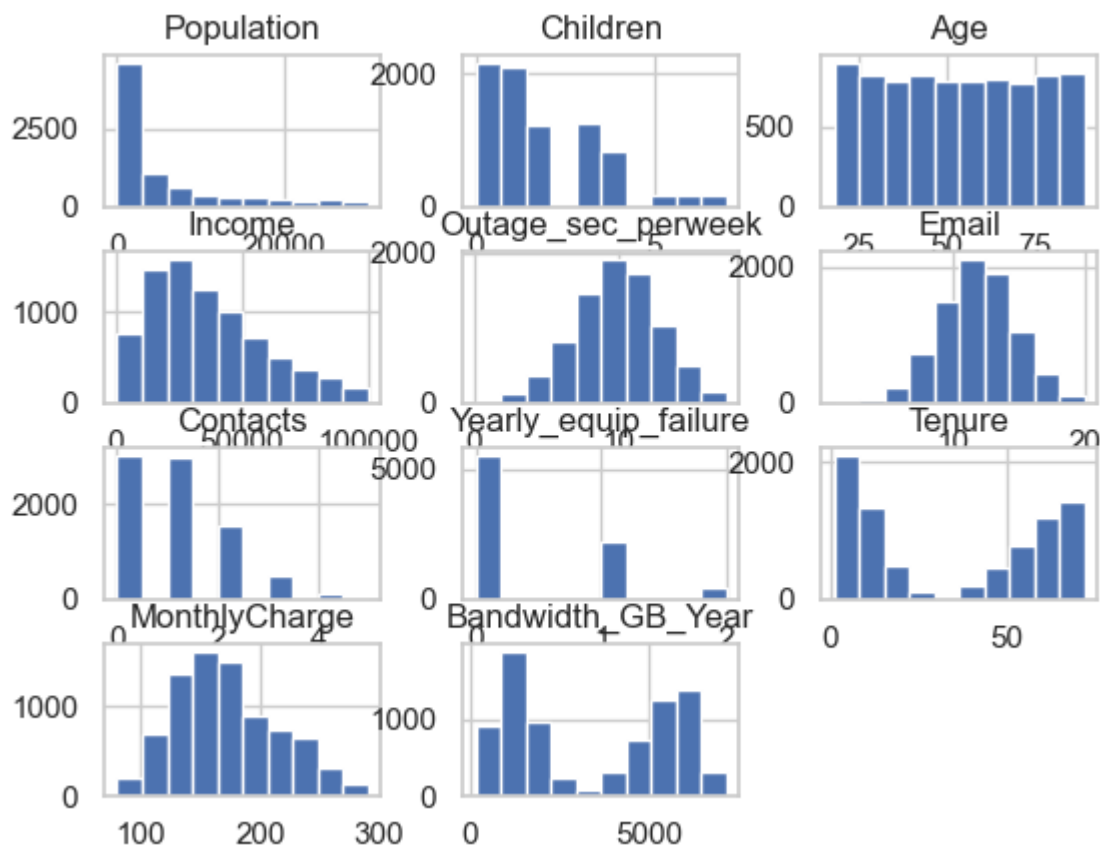 Population Children Age
2500 2000 500
0 0 0
0 20000 0 5 25 50 75
Income Outage_sec_perweek Email
1000 2000 2000
0 0 0
0 50000 100000 0 10 10 20
Contacts Yearly_equip_failure Tenure
2000 5000 2000
0 0 0
0 2 4 0 1 2 0 50
MonthlyCharge Bandwidth_GB_Year
1000 1000
0 0
100 200 300 0 5000